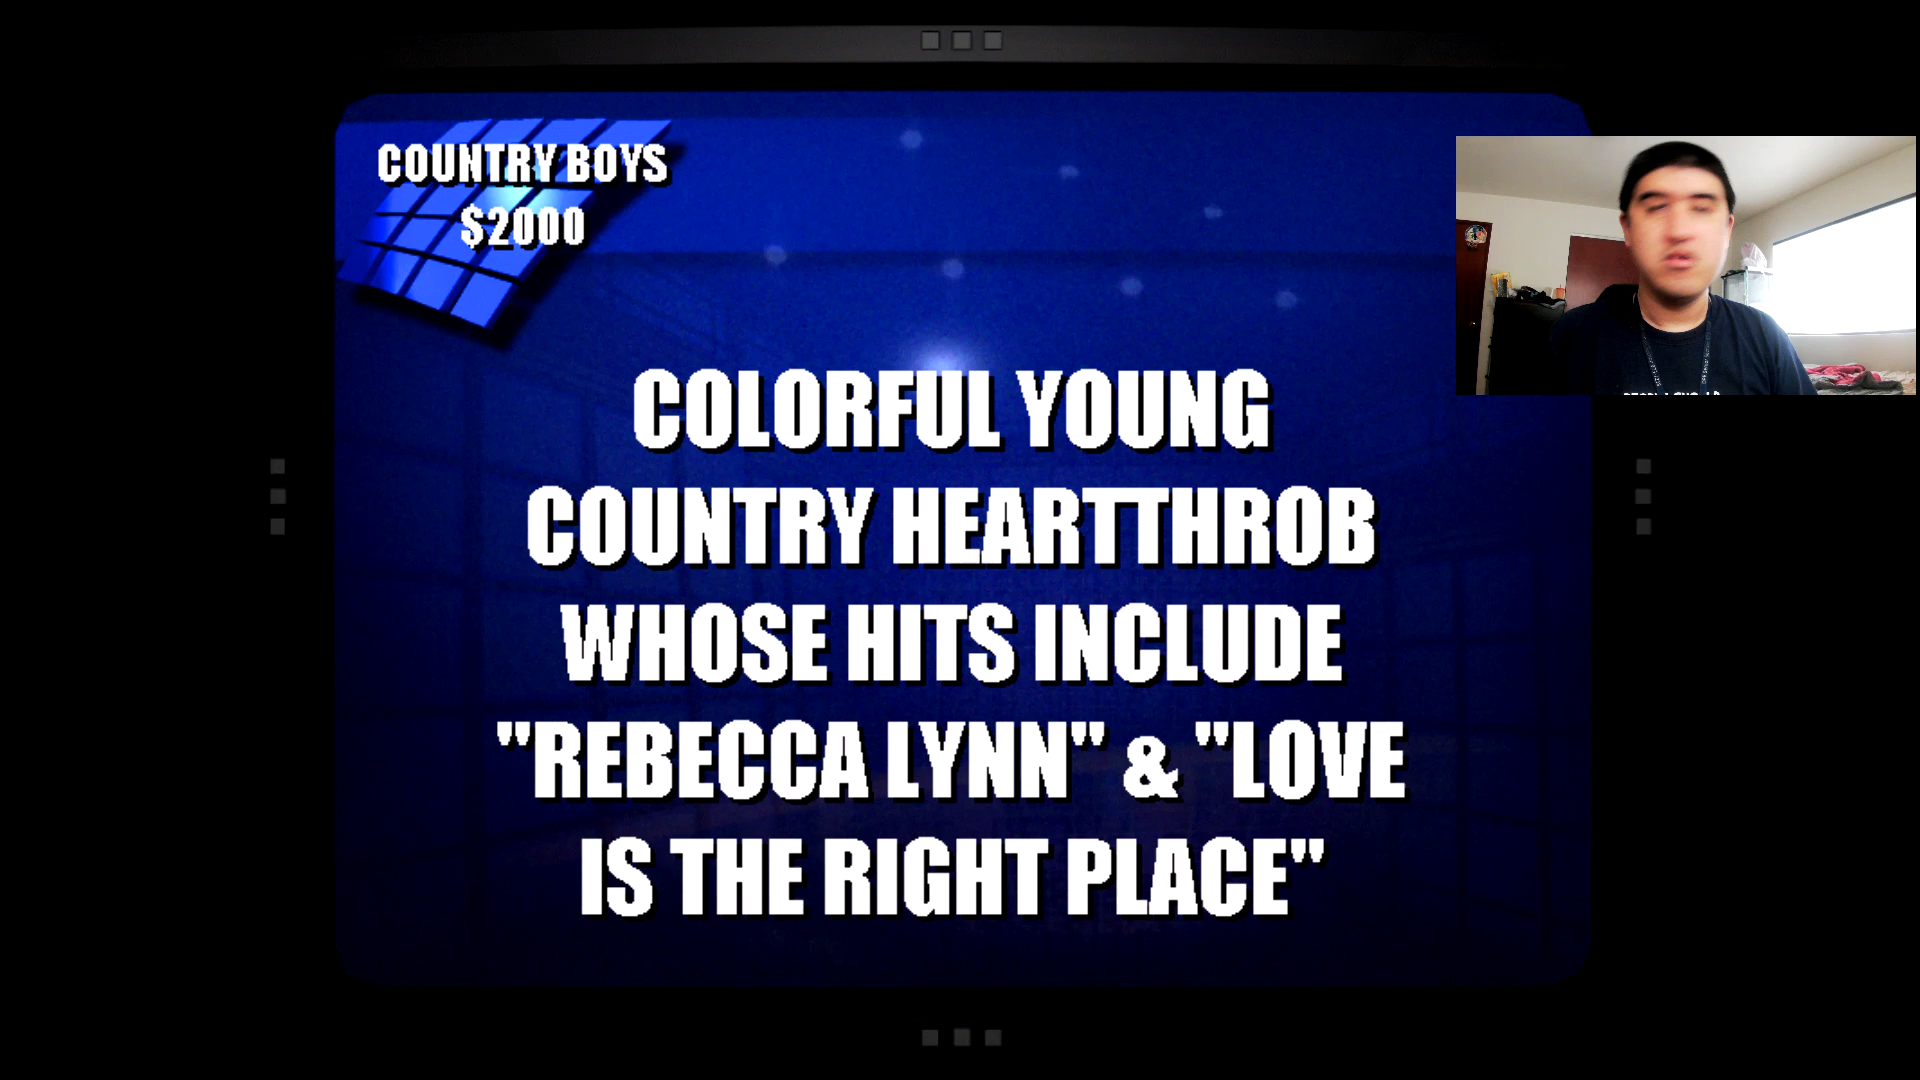 COUNTRY BOYS
$2000
COLORFUL YOUNG
COUNTRY HEARTTHROB
WHOSE HITS INCLUDE
"REBECCA LYNN" & "LOVE
IS THE RIGHT PLACE"